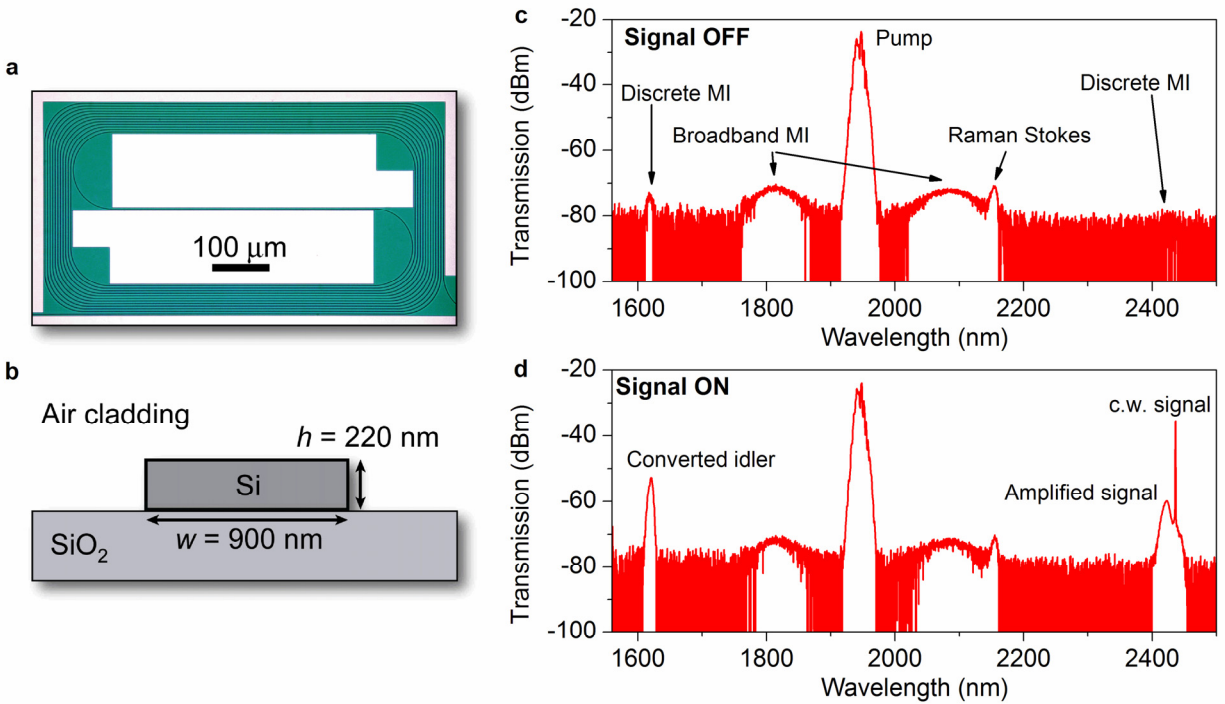 a
100 μm
b
Air cladding
h = 220 nm
Si
w = 900 nm
SiO2
c
Signal OFF
Pump
Discrete MI
Broadband MI
Raman Stokes
Discrete MI
Transmission (dBm)
-20
-40
-60
-80
-100
1600 1800 2000 2200 2400
Wavelength (nm)
d
Signal ON
c.w. signal
Converted idler
Amplified signal
Transmission (dBm)
-20
-40
-60
-80
-100
1600 1800 2000 2200 2400
Wavelength (nm)